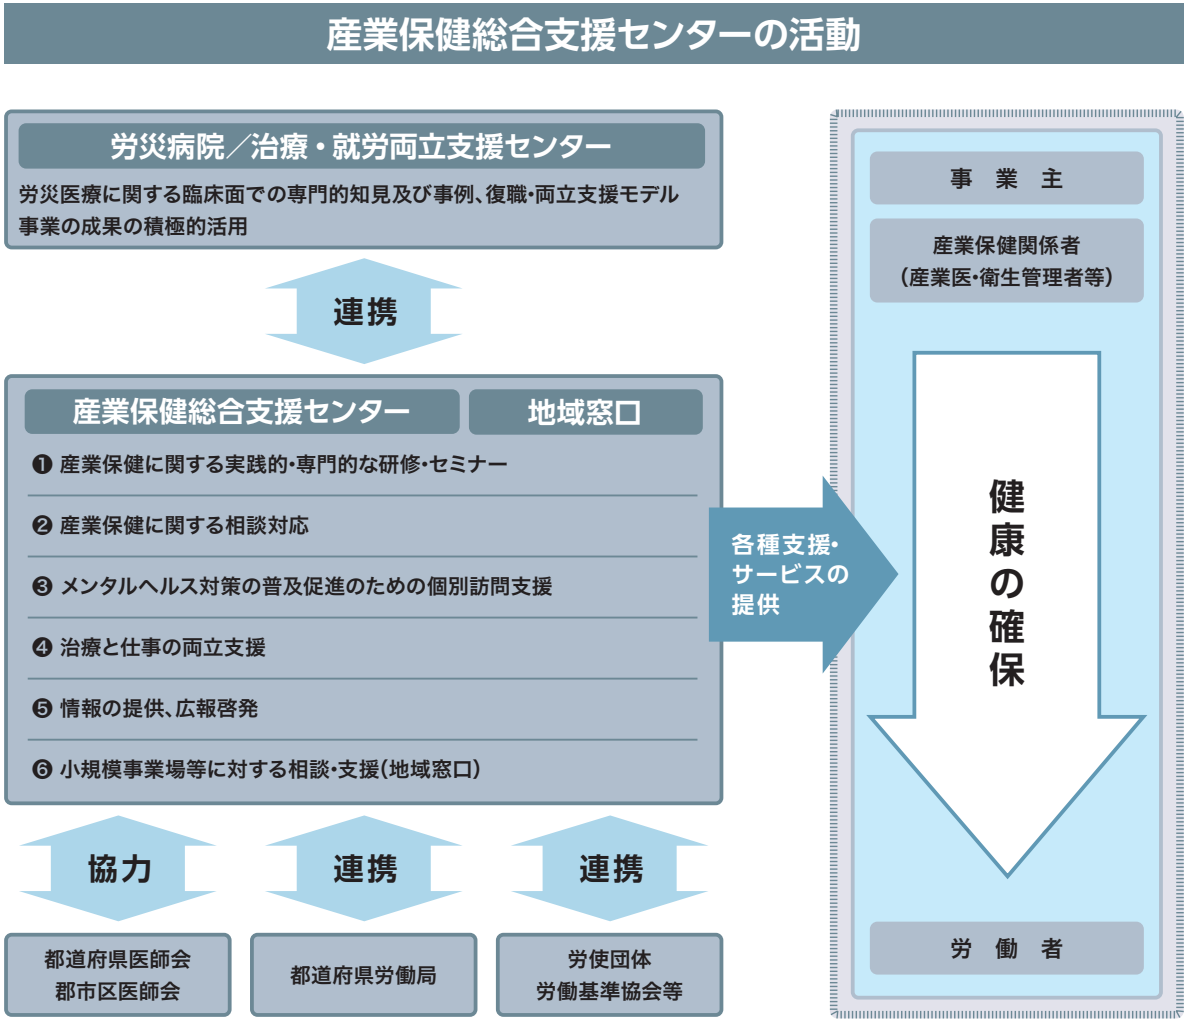 産業保健総合支援センターの活動
労災病院／治療・就労両立支援センター
労災医療に関する臨床面での専門的知見及び事例、復職・両立支援モデル
事業の成果の積極的活用
連携
産業保健総合支援センター
地域窓口
❶ 産業保健に関する実践的・専門的な研修・セミナー
❷ 産業保健に関する相談対応
❸ メンタルヘルス対策の普及促進のための個別訪問支援
❹ 治療と仕事の両立支援
❺ 情報の提供、広報啓発
❻ 小規模事業場等に対する相談・支援（地域窓口）
協力
連携
連携
都道府県医師会
郡市区医師会
都道府県労働局
労使団体
労働基準協会等
各種支援・
サービスの
提供
事業主
産業保健関係者
（産業医・衛生管理者等）
健康の確保
労働者